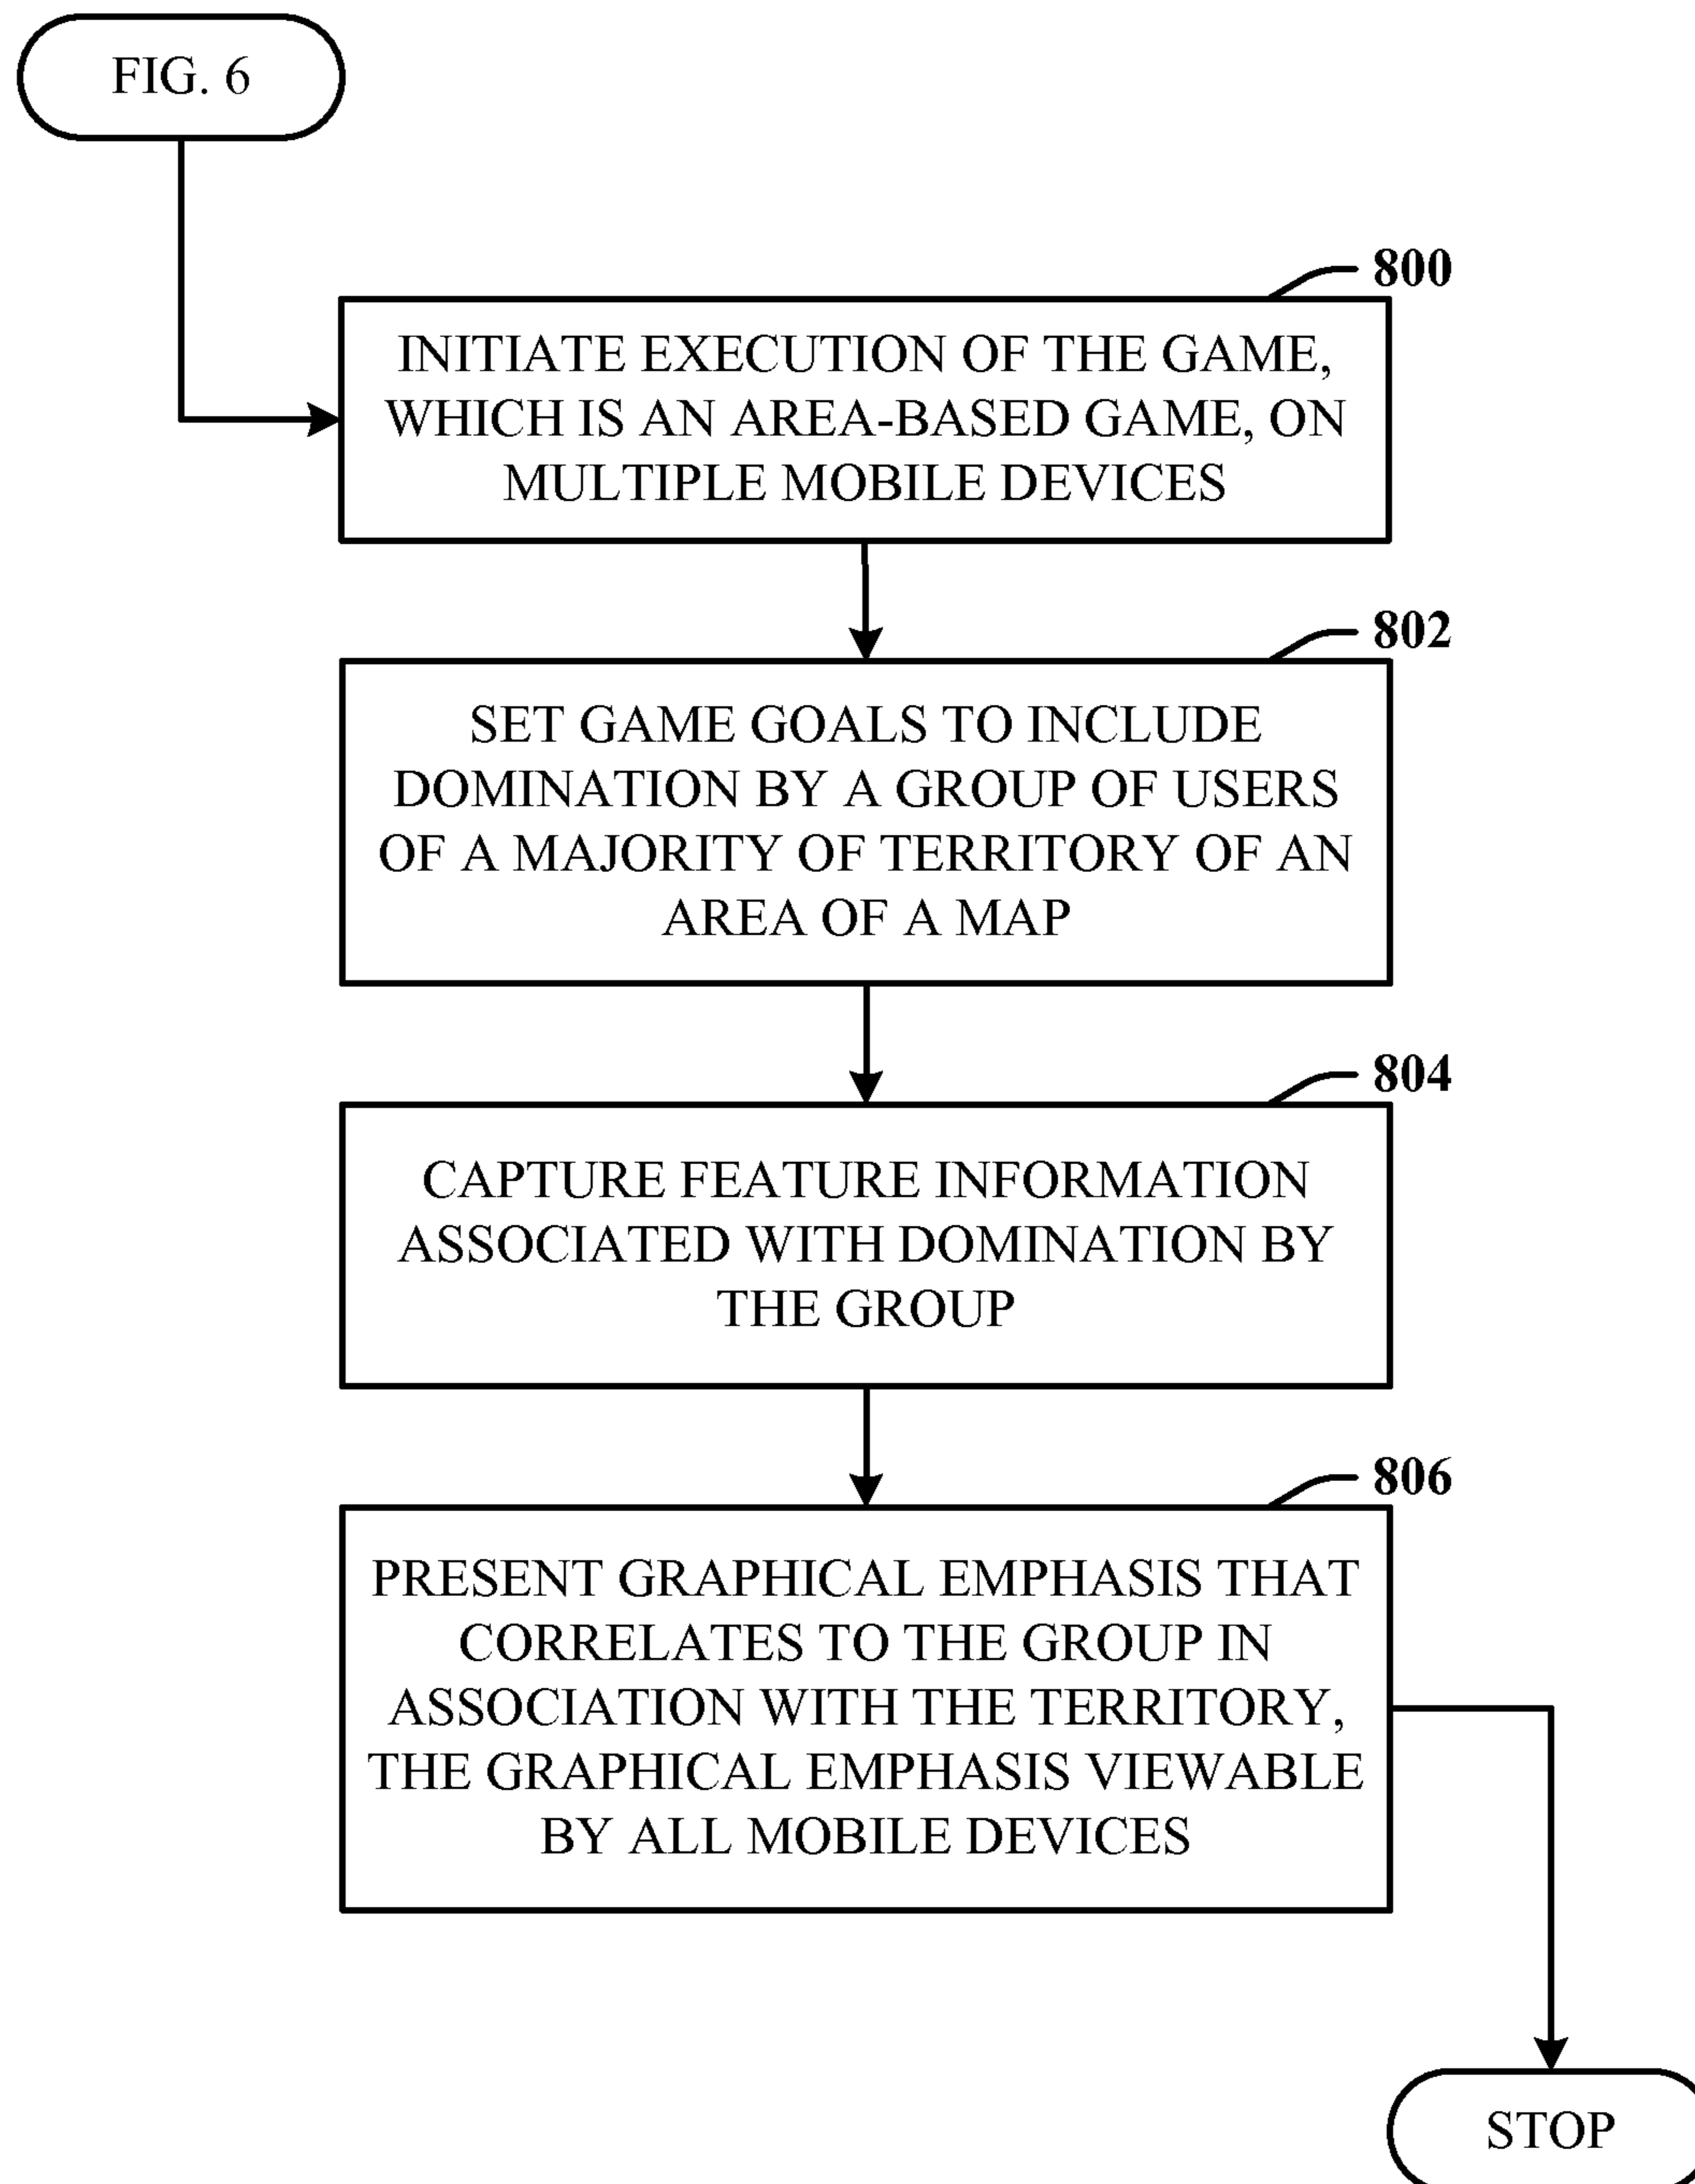 FIG. 6
800
INITIATE EXECUTION OF THE GAME,
WHICH IS AN AREA-BASED GAME, ON
MULTIPLE MOBILE DEVICES
802
SET GAME GOALS TO INCLUDE
DOMINATION BY A GROUP OF USERS
OF A MAJORITY OF TERRITORY OF AN
AREA OF A MAP
804
CAPTURE FEATURE INFORMATION
ASSOCIATED WITH DOMINATION BY
THE GROUP
806
PRESENT GRAPHICAL EMPHASIS THAT
CORRELATES TO THE GROUP IN
ASSOCIATION WITH THE TERRITORY,
THE GRAPHICAL EMPHASIS VIEWABLE
BY ALL MOBILE DEVICES
STOP